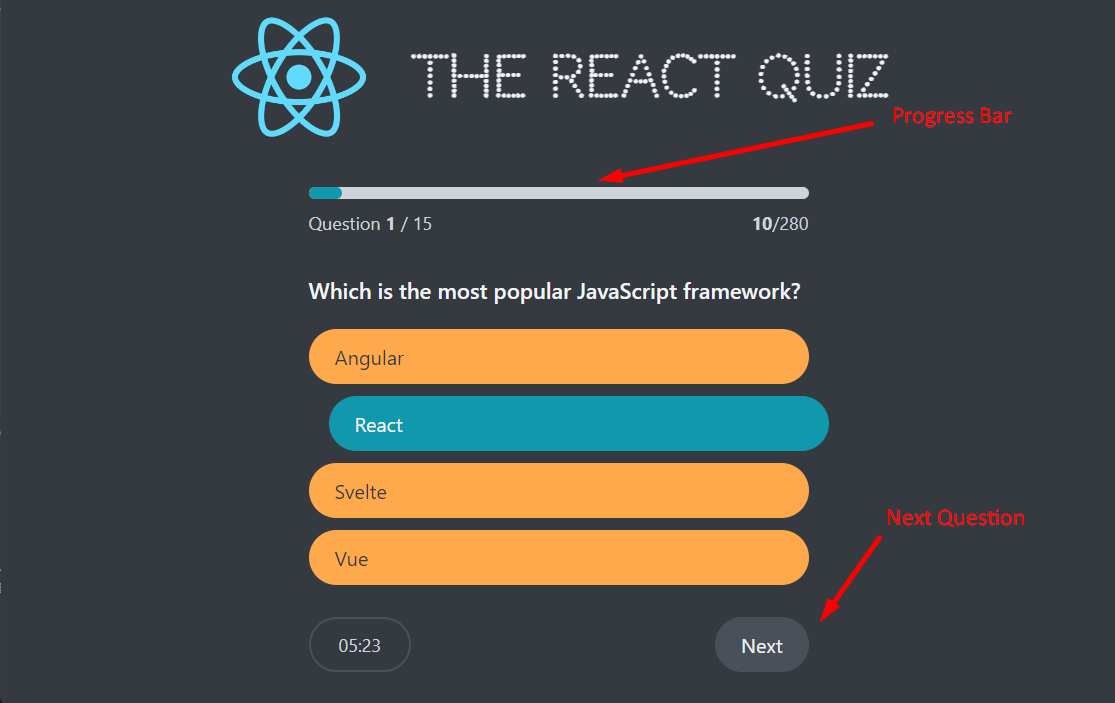 THE REACT QUIZ
Progress Bar
Question 1 / 15
10/280
Which is the most popular JavaScript framework?
Angular
React
Svelte
Vue
Next Question
05:23
Next